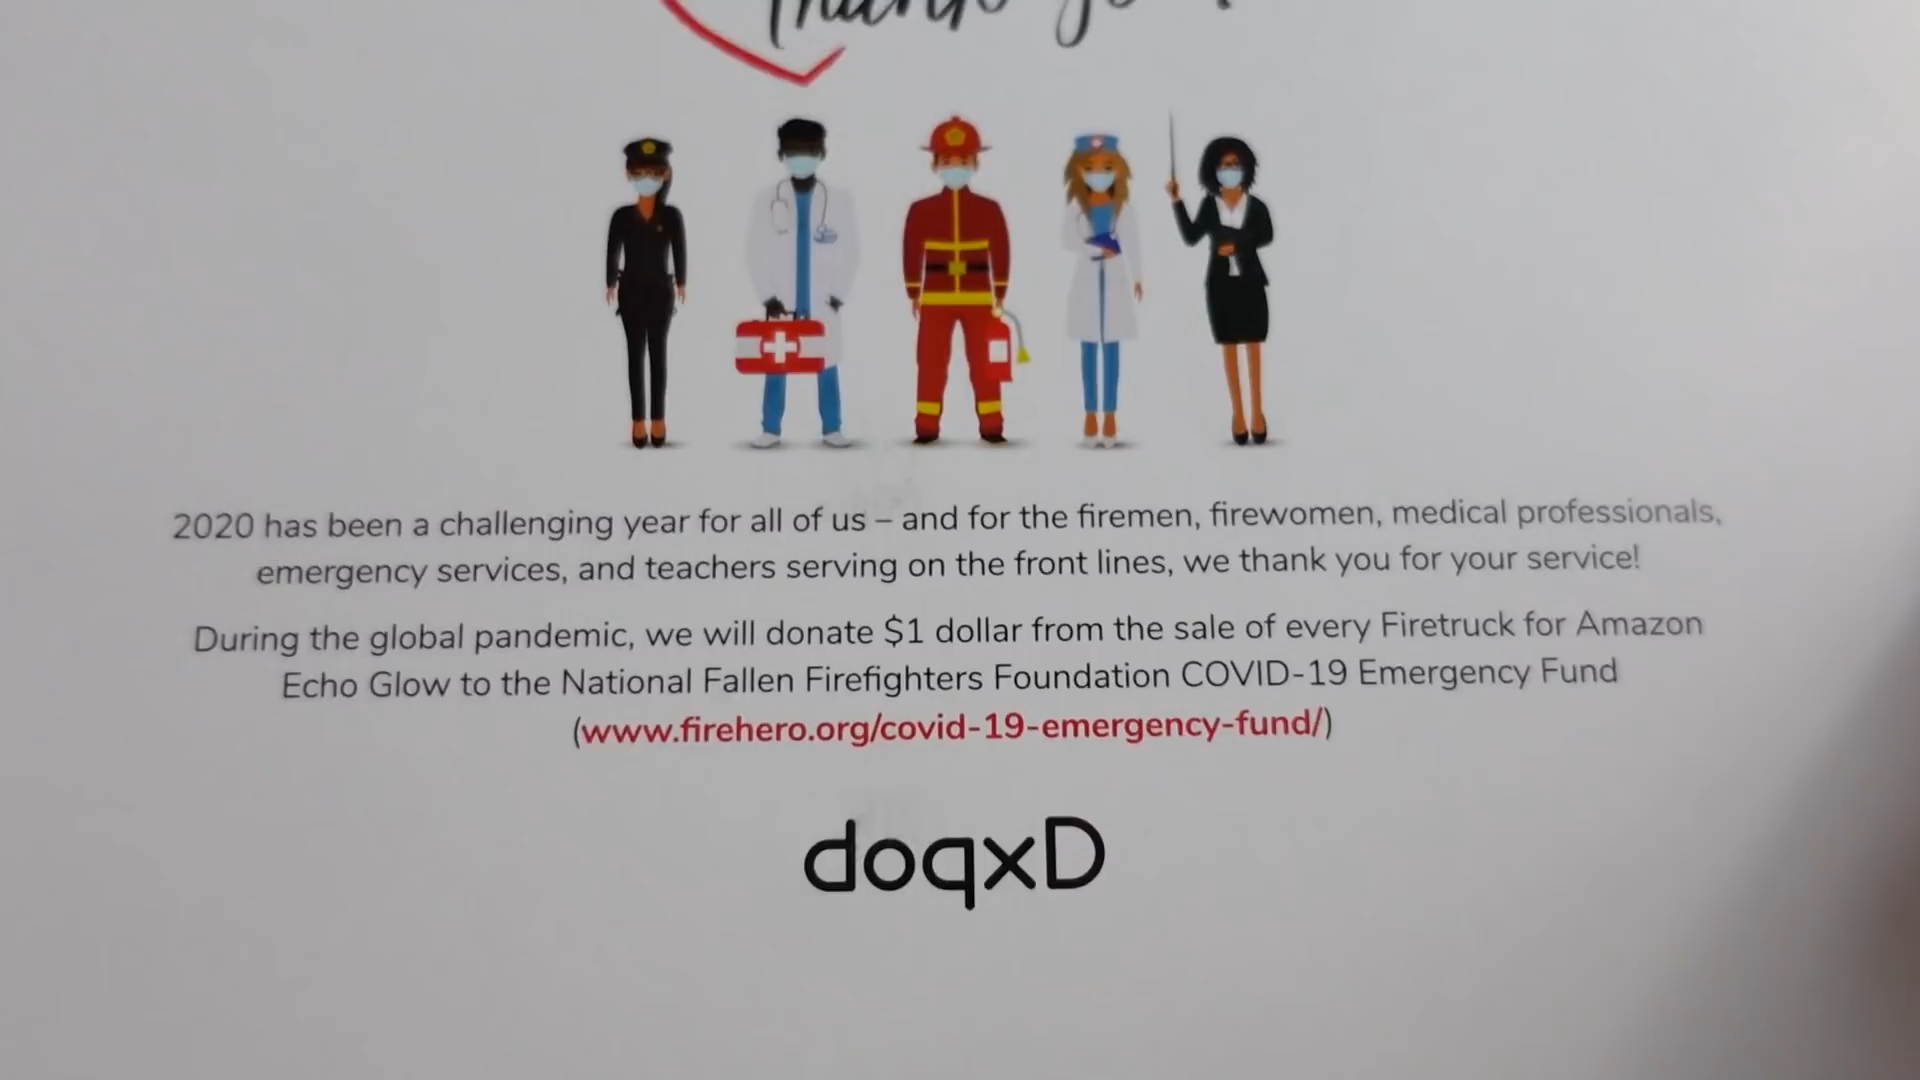 2020 has been a challenging year for all of us – and for the firemen, firewomen, medical professionals,
emergency services, and teachers serving on the front lines, we thank you for your service!
During the global pandemic, we will donate $1 dollar from the sale of every Firetruck for Amazon
Echo Glow to the National Fallen Firefighters Foundation COVID-19 Emergency Fund
(www.firehero.org/covid-19-emergency-fund/)
doqxD